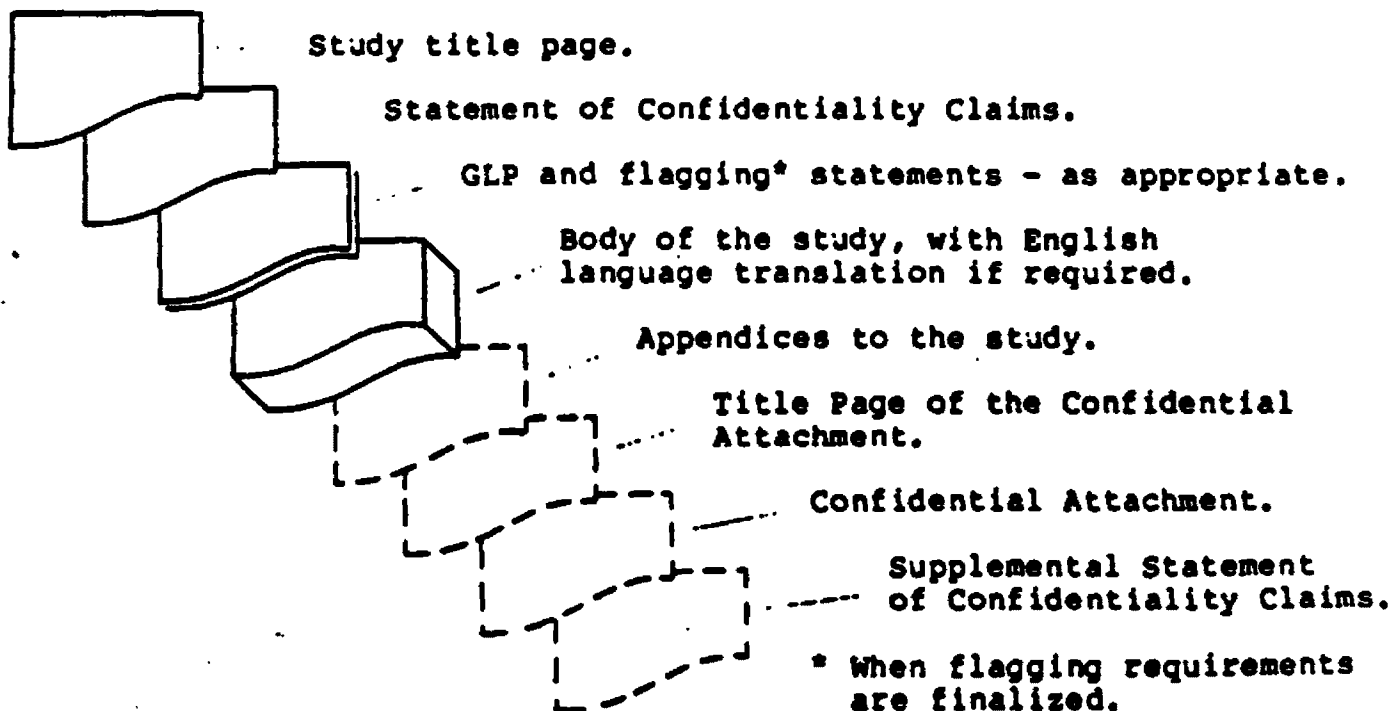 Study title page.
Statement of Confidentiality Claims.
GLP and flagging* statements - as appropriate.
Body of the study, with English
language translation if required.
Appendices to the study.
Title Page of the Confidential
Attachment.
Confidential Attachment.
Supplemental Statement
of Confidentiality Claims.
* When flagging requirements
are finalized.